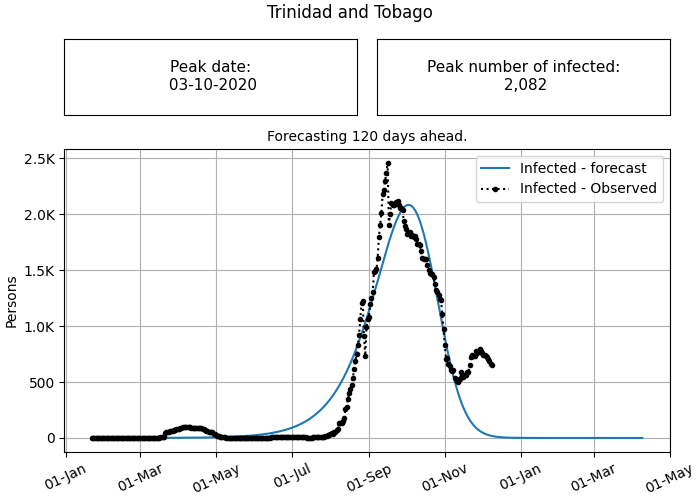 Trinidad and Tobago
Peak date:
03-10-2020
Peak number of infected:
2,082
Forecasting 120 days ahead.
2.5K
2.0K
1.5K
1.0K
500
0
Persons
Infected - forecast
Infected - Observed
01-Jan
01-Mar
01-May
01-Jul
01-Sep
01-Nov
01-Jan
01-Mar
01-May